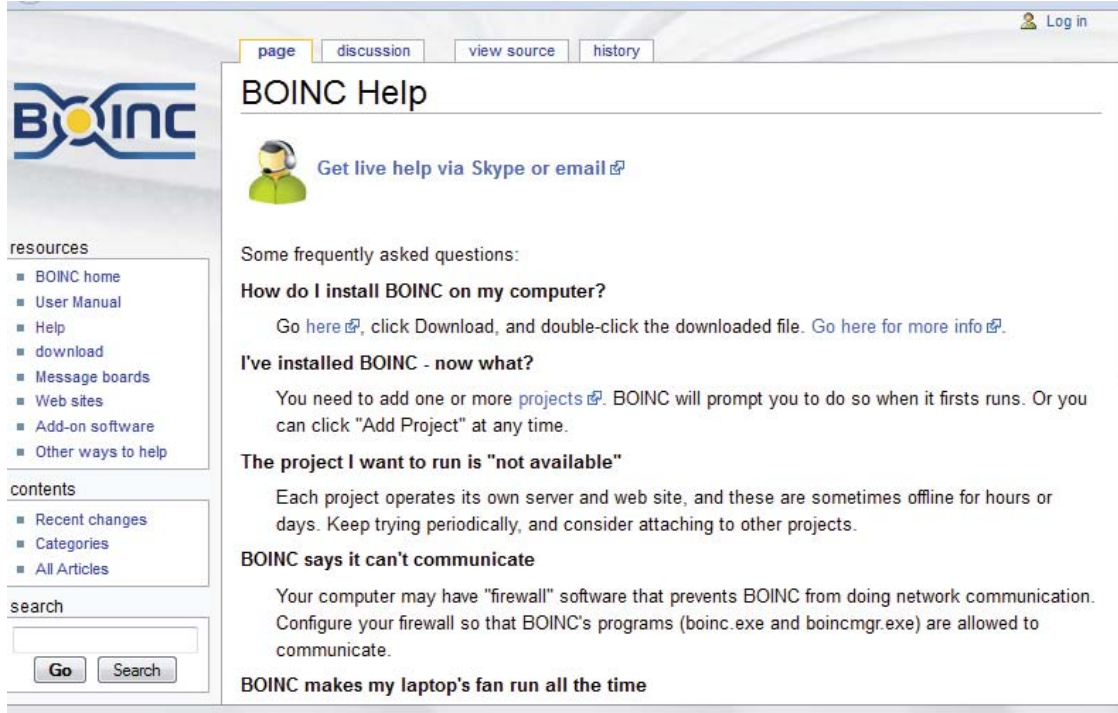 Log in
page
discussion
view source
history
BOINC
BOINC Help
Get live help via Skype or email
resources
BOINC home
User Manual
Help
download
Message boards
Web sites
Add-on software
Other ways to help
contents
Recent changes
Categories
All Articles
search
Go
Search
Some frequently asked questions:
How do I install BOINC on my computer?
Go here, click Download, and double-click the downloaded file. Go here for more info.
I've installed BOINC - now what?
You need to add one or more projects. BOINC will prompt you to do so when it firsts runs. Or you
can click "Add Project" at any time.
The project I want to run is "not available"
Each project operates its own server and web site, and these are sometimes offline for hours or
days. Keep trying periodically, and consider attaching to other projects.
BOINC says it can't communicate
Your computer may have "firewall" software that prevents BOINC from doing network communication.
Configure your firewall so that BOINC's programs (boinc.exe and boincmgr.exe) are allowed to
communicate.
BOINC makes my laptop's fan run all the time